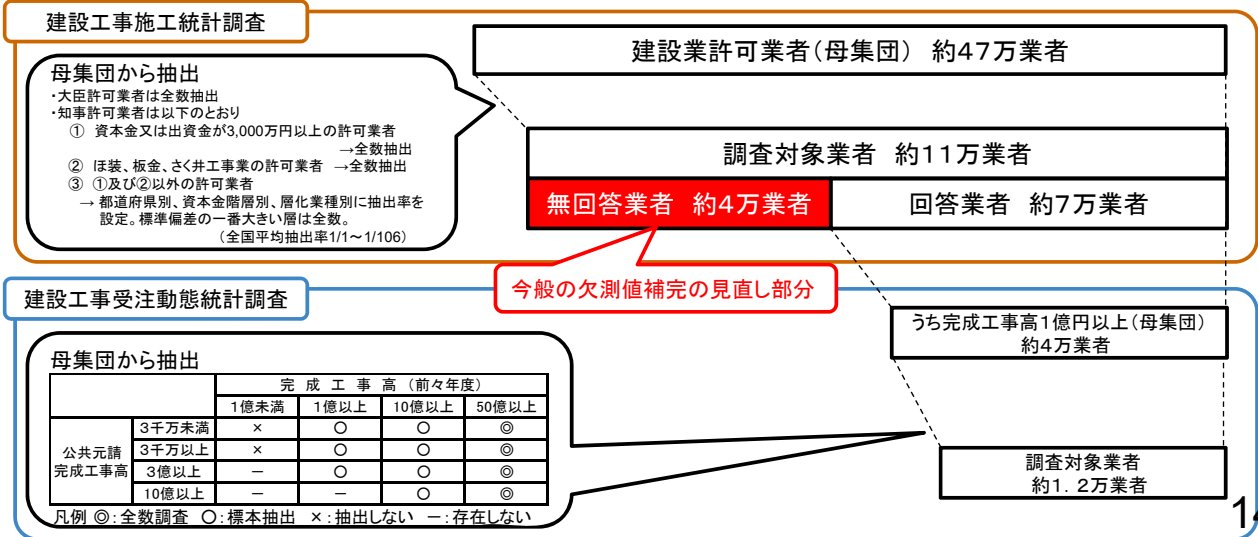 建設工事施工統計調査
建設業許可業者(母集団) 約47万業者
母集団から抽出
・大臣許可業者は全数抽出
・知事許可業者は以下のとおり
① 資本金又は出資金が3,000万円以上の許可業者
→全数抽出
② ほ装、板金、さく井工事業の許可業者 →全数抽出
③ ①及び②以外の許可業者
→ 都道府県別、資本金階層別、層化業種別に抽出率を
設定。標準偏差の一番大きい層は全数。
(全国平均抽出率1/1~1/106)
調査対象業者 約11万業者
無回答業者 約4万業者 回答業者 約7万業者
今般の欠測値補完の見直し部分
建設工事受注動態統計調査
うち完成工事高1億円以上(母集団)
約4万業者
母集団から抽出
完成工事高(前々年度)
1億未満 1億以上 10億以上 50億以上
公共元請
完成工事高
3千万未満 × ○ ○ ◎
3千万以上 × ○ ○ ◎
3億以上 － ○ ○ ◎
10億以上 － － ○ ◎
凡例 ◎:全数調査 ○:標本抽出 ×:抽出しない －:存在しない
調査対象業者
約1.2万業者
14